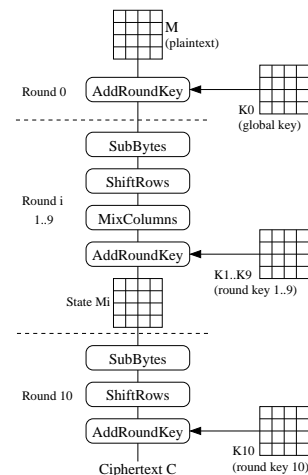 M
(plaintext)
Round 0
AddRoundKey
K0
(global key)
SubBytes
ShiftRows
Round i
1..9
MixColumns
AddRoundKey
K1..K9
(round key 1..9)
State Mi
SubBytes
Round 10
ShiftRows
AddRoundKey
K10
(round key 10)
Ciphertext C